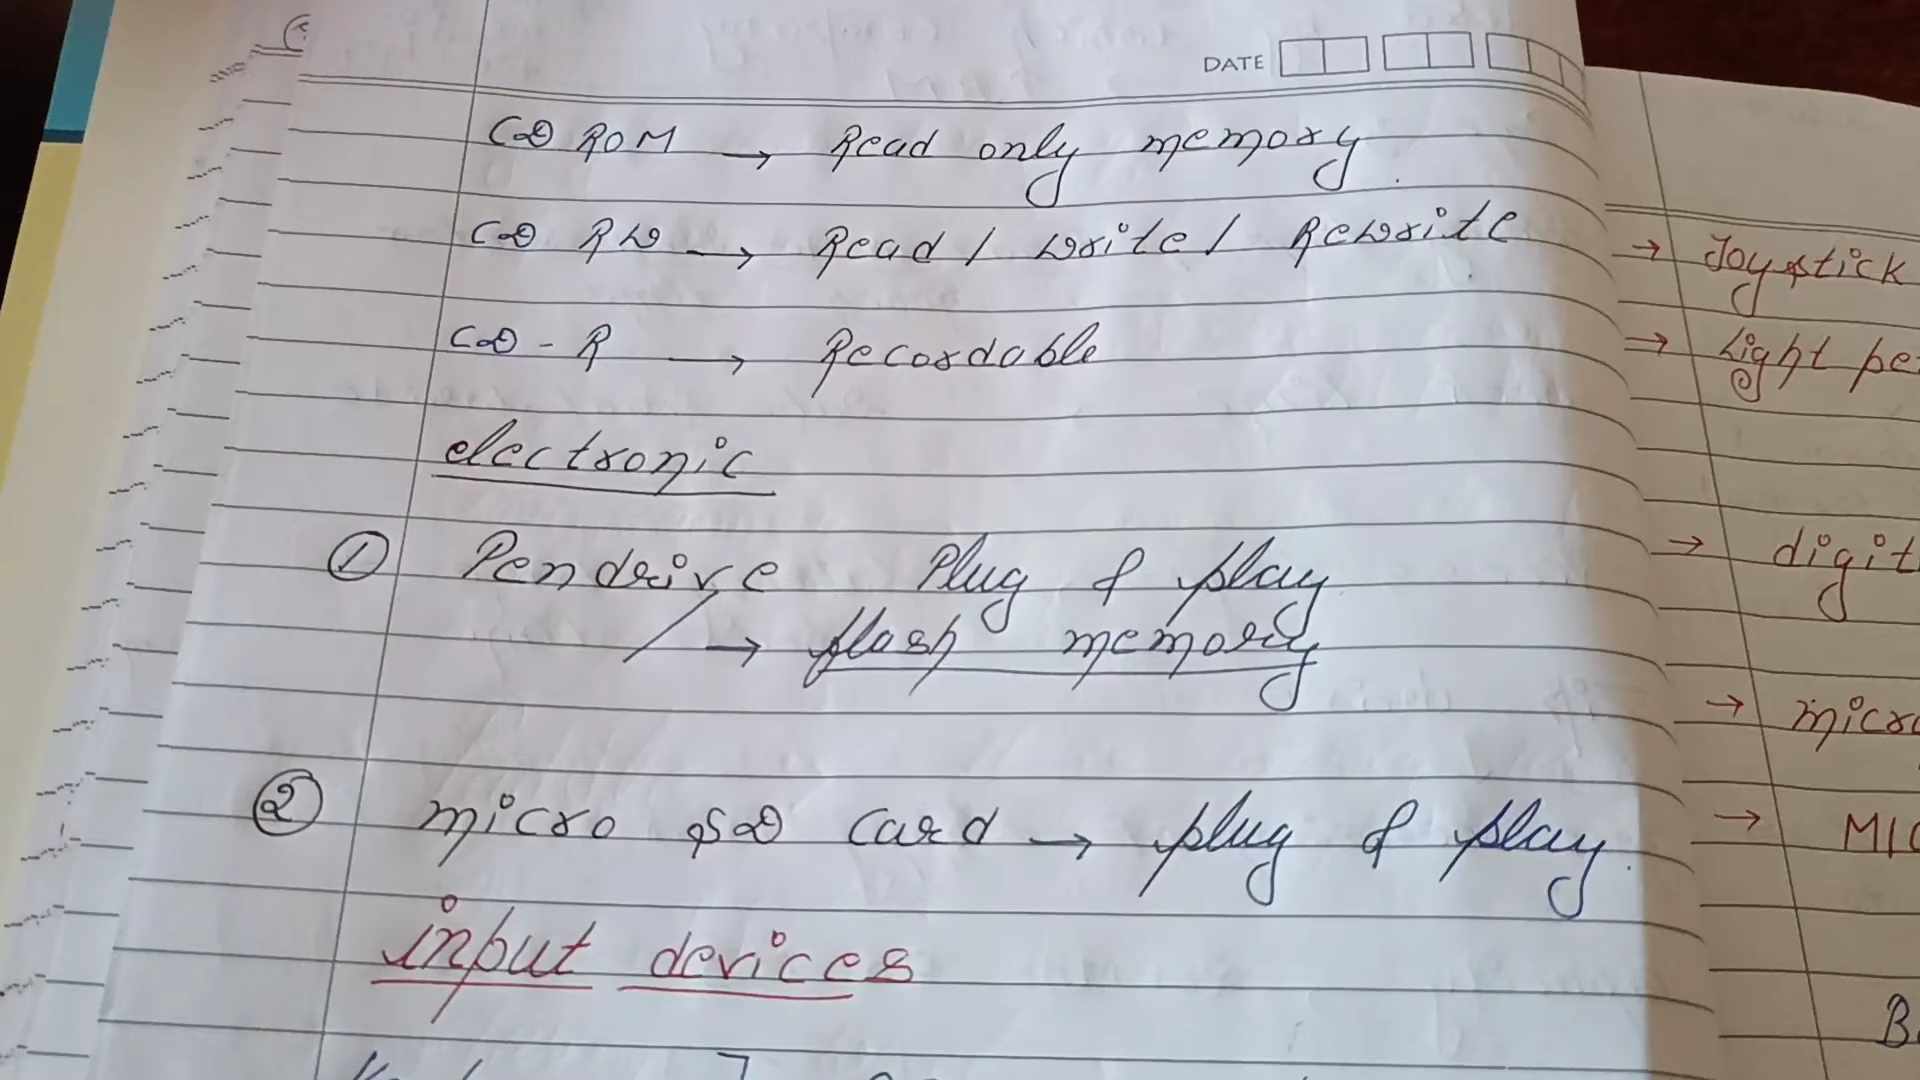 DATE
CD ROM → Read only memory
CD RW → Read / write / Rewrite
CD - R → Recordable
electronic
① Pendrive Plug & play
→ flash memory
② micro SD Card → plug & play
input devices
→ Joystick
→ Light pe
→ digit
→ micro
→ MIC